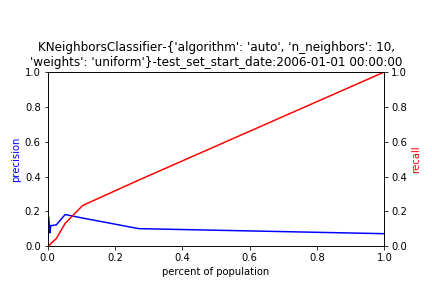 KNeighborsClassifier-{'algorithm': 'auto', 'n_neighbors': 10,
'weights': 'uniform'}-test_set_start_date:2006-01-01 00:00:00
1.0
0.8
0.6
0.4
0.2
0.0
precision
1.0
0.8
0.6
0.4
0.2
0.0
recall
0.0 0.2 0.4 0.6 0.8 1.0
percent of population